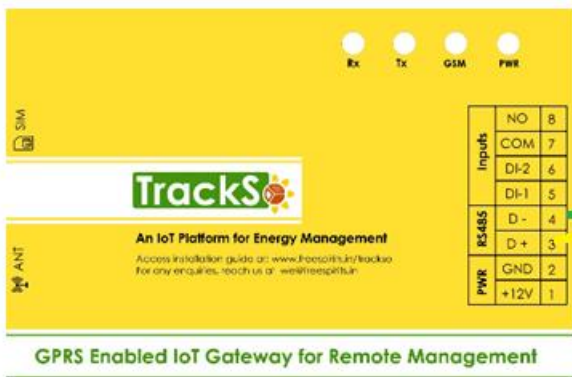 Rx Tx GSM PWR
SIM
Inputs
NO 8
COM 7
DI-2 6
DI-1 5
RS485
D - 4
D + 3
PWR
GND 2
+12V 1
TrackSo
An IoT Platform for Energy Management
Access installation guide at: www.freespirits.in/trackso
For any enquiries, reach us at: we@freespirits.in
ANT
GPRS Enabled IoT Gateway for Remote Management